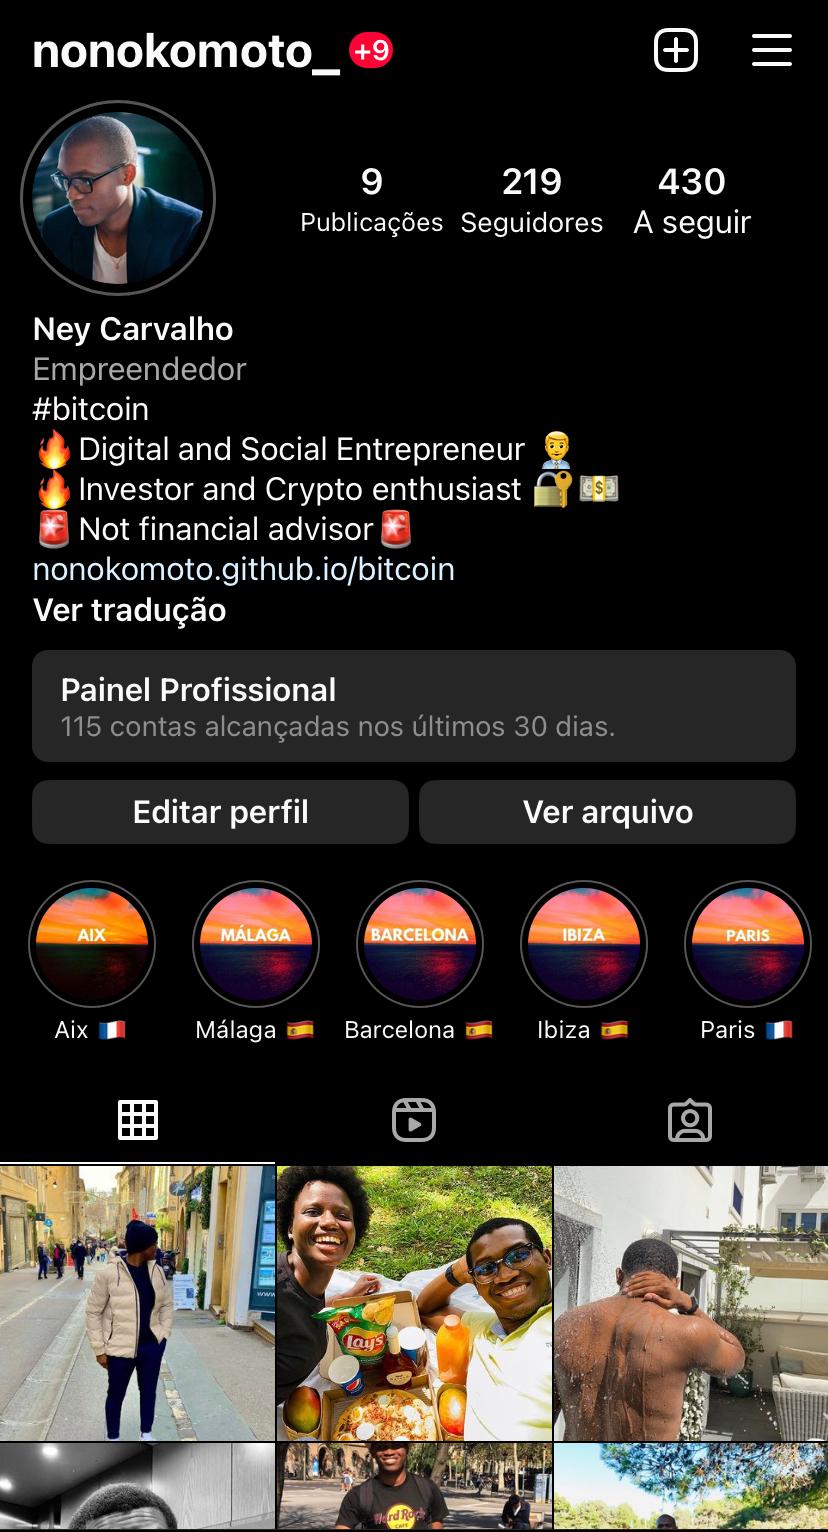 nonokomoto_ +9
9 219 430
Publicações Seguidores A seguir
Ney Carvalho
Empreendedor
#bitcoin
🔥Digital and Social Entrepreneur 👨‍💼
🔥Investor and Crypto enthusiast 🔐💵
🚨Not financial advisor🚨
nonokomoto.github.io/bitcoin
Ver tradução
Painel Profissional
115 contas alcançadas nos últimos 30 dias.
Editar perfil Ver arquivo
AIX MÁLAGA BARCELONA IBIZA PARIS
Aix 🇫🇷 Málaga 🇪🇸 Barcelona 🇪🇸 Ibiza 🇪🇸 Paris 🇫🇷
Lay's
Hard Rock
CAFE